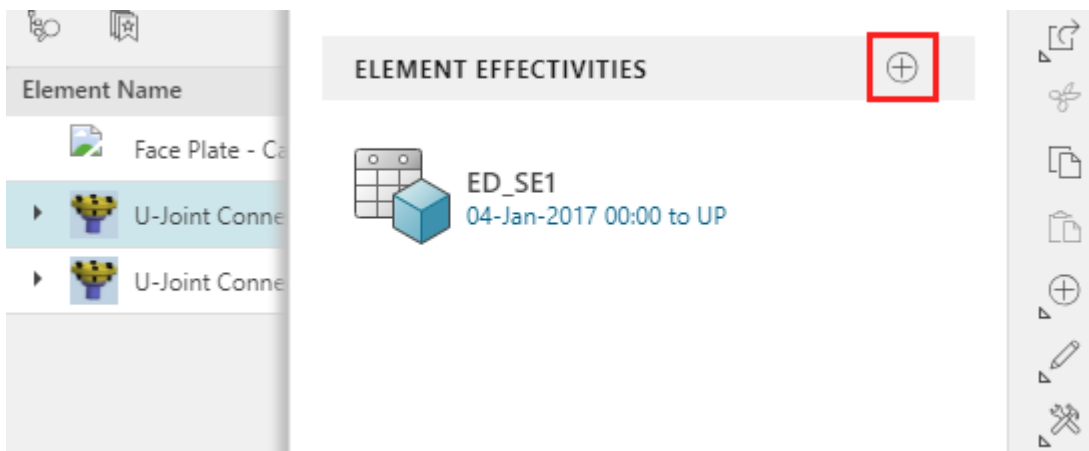 Element Name
Face Plate - Ca
U-Joint Conne
U-Joint Conne
ELEMENT EFFECTIVITIES
ED_SE1
04-Jan-2017 00:00 to UP